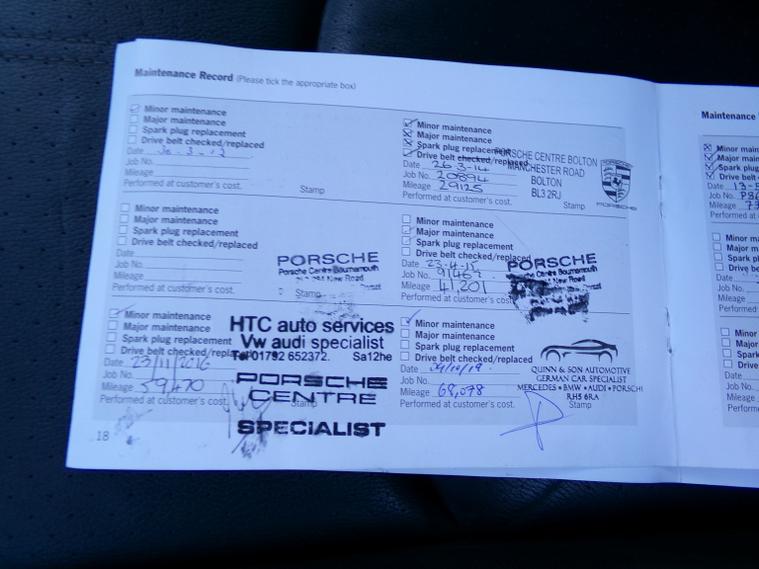 Maintenance Record (Please tick the appropriate box)
Minor maintenance
Major maintenance
Spark plug replacement
Drive belt checked/replaced
Date
Job No.
Mileage
Performed at customer's cost.
Stamp
Minor maintenance
Major maintenance
Spark plug replacement
Drive belt checked/replaced
Date 26-3-14
Job No. 20894
Mileage 29125
Performed at customer's cost.
PORSCHE CENTRE BOLTON
MANCHESTER ROAD
BOLTON
BL3 2RJ
Stamp
PORSCHE
Minor maintenance
Major maintenance
Spark plug replacement
Drive belt checked/replaced
Date
Job No.
Mileage
Performed at customer's cost.
PORSCHE
Porsche Centre Bournemouth
New Road
Stamp
Minor maintenance
Major maintenance
Spark plug replacement
Drive belt checked/replaced
Date 23-4-15
Job No.
Mileage 41,201
Performed at customer's cost.
PORSCHE
Porsche Centre Bournemouth
New Road
Minor maintenance
Major maintenance
Spark plug replacement
Drive belt checked/replaced
Date 23/11/2016
Job No.
Mileage 59470
Performed at customer's cost.
HTC auto services
Vw audi specialist
Tel 01792 652372. Sa12he
PORSCHE
CENTRE
Stamp
SPECIALIST
Minor maintenance
Major maintenance
Spark plug replacement
Drive belt checked/replaced
Date
Job No.
Mileage 68,098
Performed at customer's cost.
QUINN & SON AUTOMOTIVE
GERMAN CAR SPECIALIST
MERCEDES • BMW • AUDI • PORSCHE
RH5 6RA
Stamp
18
Maintenance
Minor
Major
Spark
Drive
Date
Job No.
Mileage
Performed
Minor
Major
Spark
Drive
Date
Job No.
Mileage
Performed
Minor
Major
Spark
Drive
Date
Job No.
Mileage
Performed